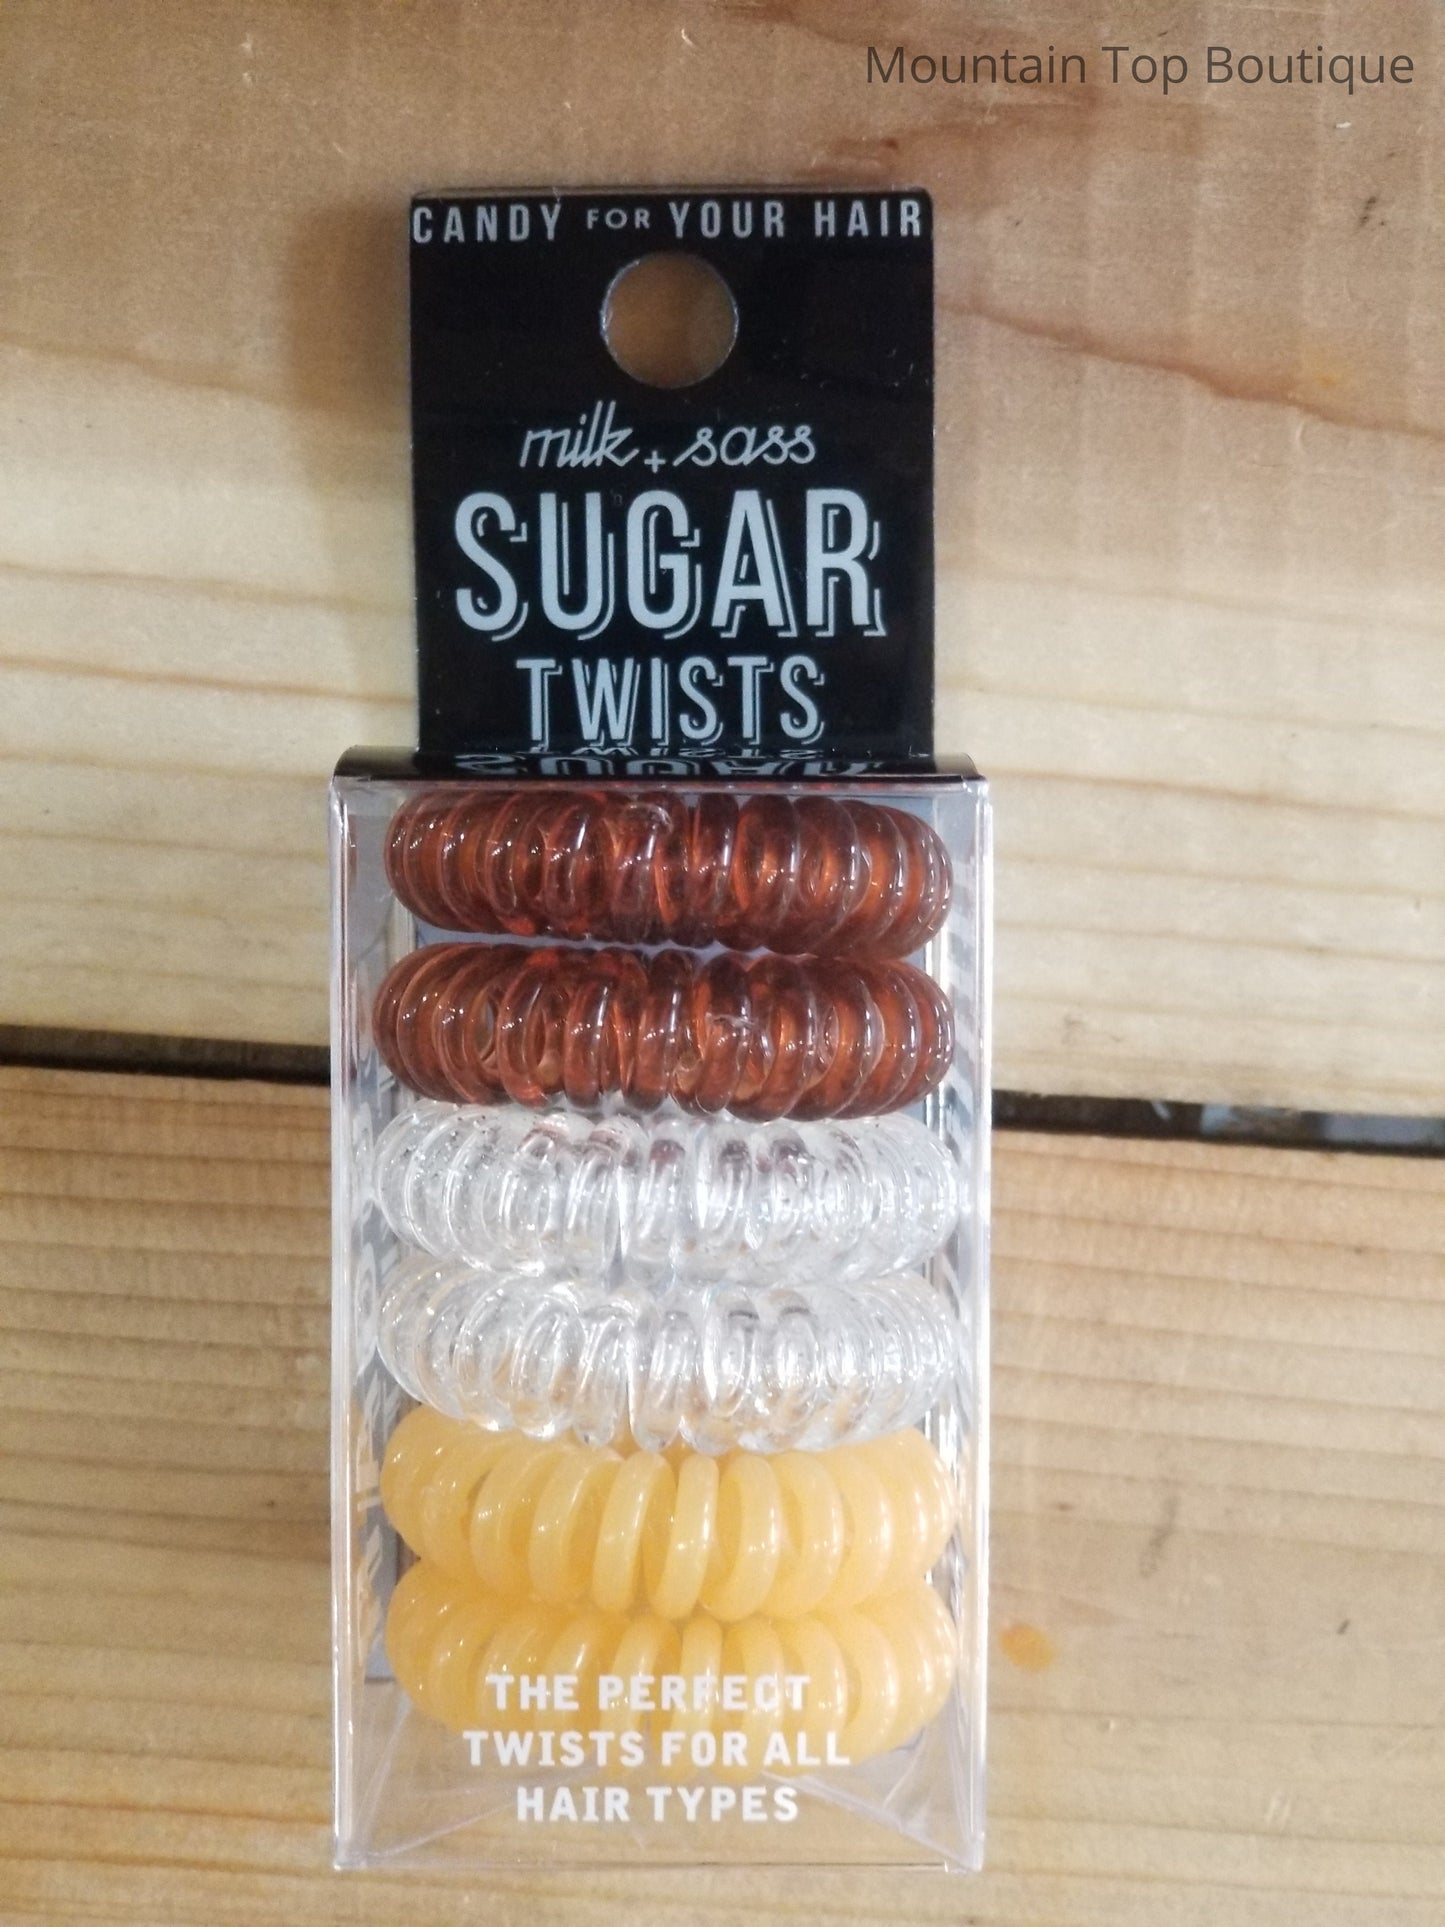 Mountain Top Boutique
CANDY FOR YOUR HAIR
milk + sass
SUGAR
TWISTS
THE PERFECT
TWISTS FOR ALL
HAIR TYPES